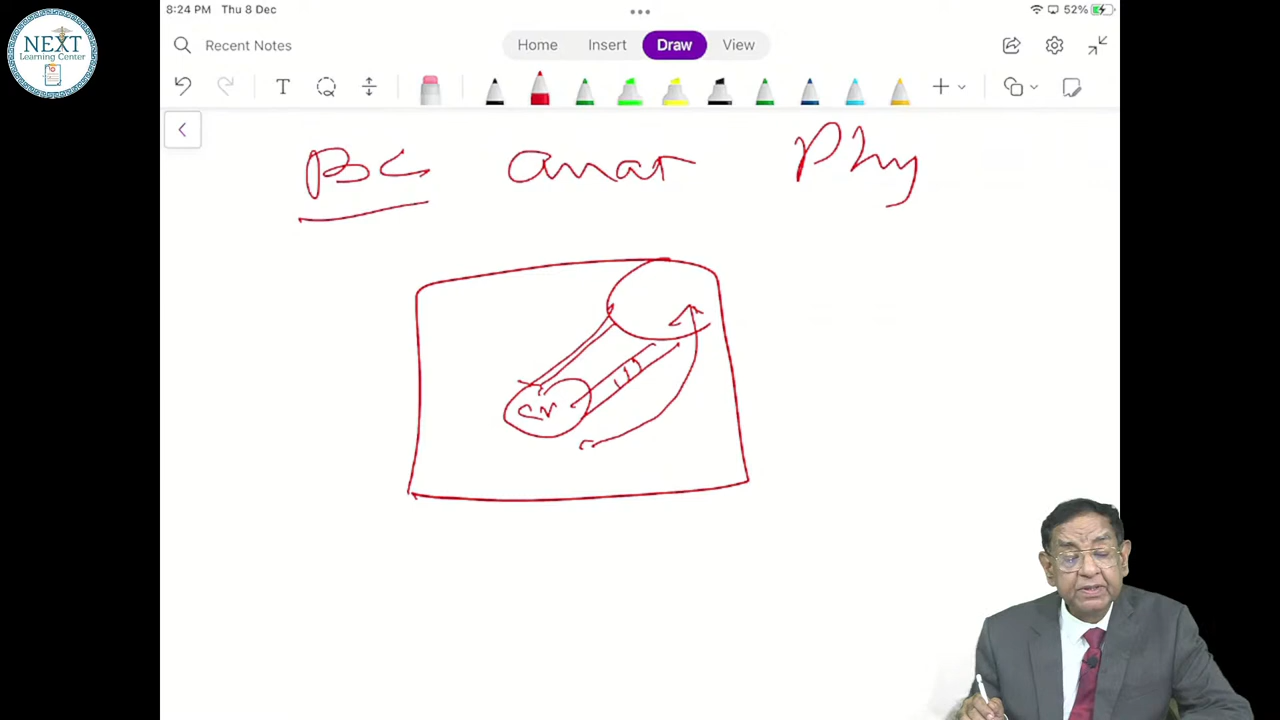 8:24 PM Thu 8 Dec
52%
NEXT
Learning Center
Recent Notes
Home Insert Draw View
T
BC anat Phy